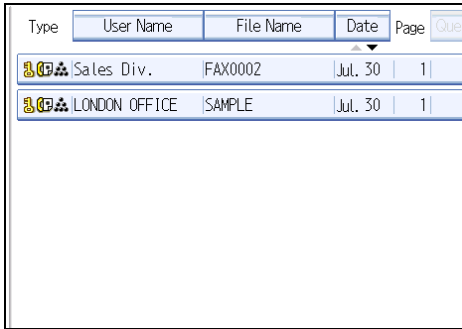 Type User Name File Name Date Page Que
Sales Div. FAX0002 Jul. 30 1
LONDON OFFICE SAMPLE Jul. 30 1